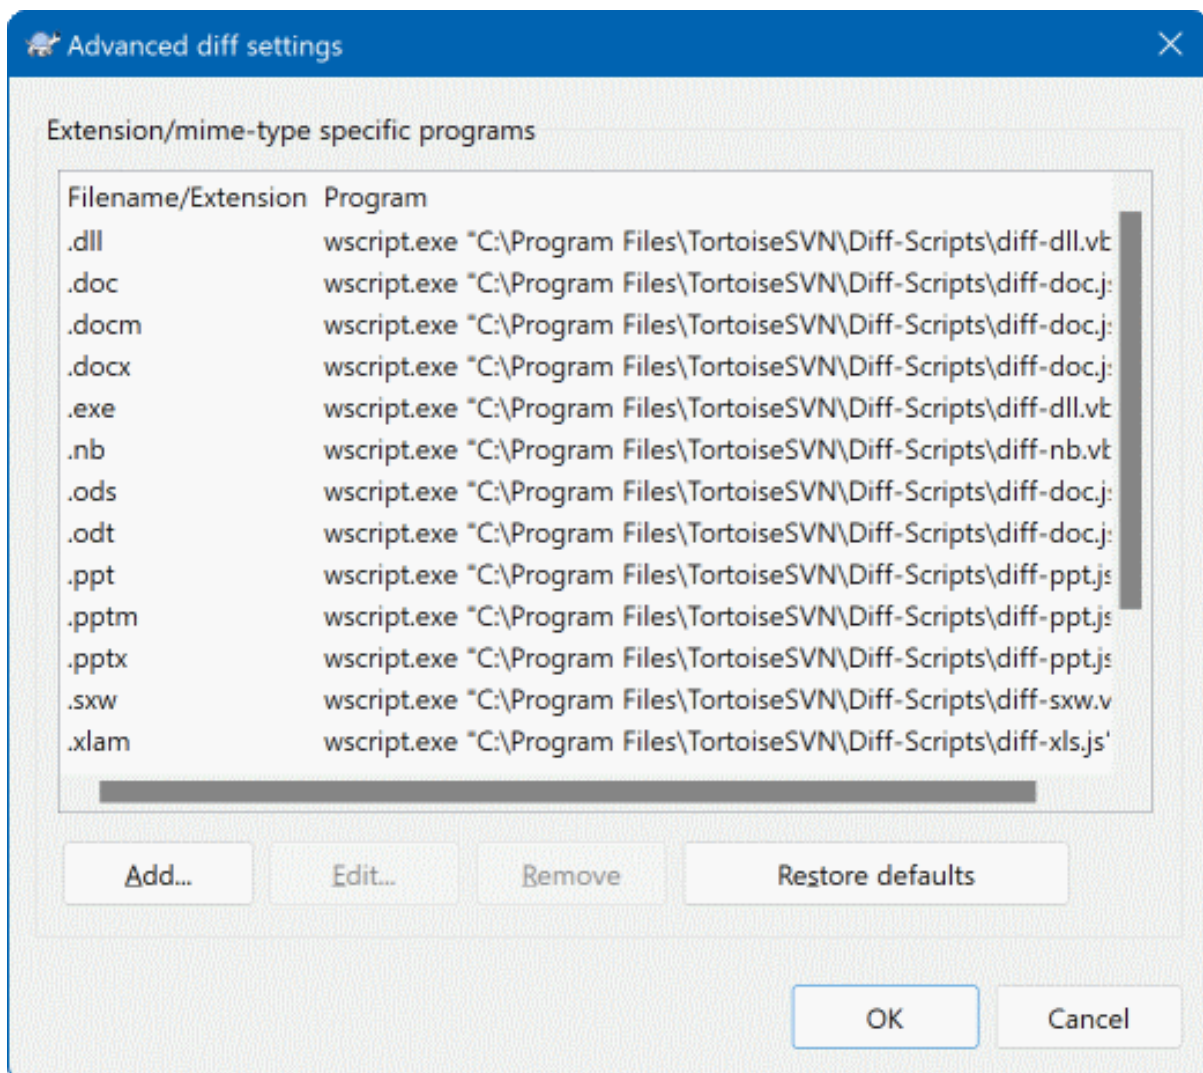 Advanced diff settings
Extension/mime-type specific programs
Filename/Extension Program
.dll wscript.exe "C:\Program Files\TortoiseSVN\Diff-Scripts\diff-dll.vb
.doc wscript.exe "C:\Program Files\TortoiseSVN\Diff-Scripts\diff-doc.js
.docm wscript.exe "C:\Program Files\TortoiseSVN\Diff-Scripts\diff-doc.js
.docx wscript.exe "C:\Program Files\TortoiseSVN\Diff-Scripts\diff-doc.js
.exe wscript.exe "C:\Program Files\TortoiseSVN\Diff-Scripts\diff-dll.vb
.nb wscript.exe "C:\Program Files\TortoiseSVN\Diff-Scripts\diff-nb.vb
.ods wscript.exe "C:\Program Files\TortoiseSVN\Diff-Scripts\diff-doc.js
.odt wscript.exe "C:\Program Files\TortoiseSVN\Diff-Scripts\diff-doc.js
.ppt wscript.exe "C:\Program Files\TortoiseSVN\Diff-Scripts\diff-ppt.js
.pptm wscript.exe "C:\Program Files\TortoiseSVN\Diff-Scripts\diff-ppt.js
.pptx wscript.exe "C:\Program Files\TortoiseSVN\Diff-Scripts\diff-ppt.js
.sxw wscript.exe "C:\Program Files\TortoiseSVN\Diff-Scripts\diff-sxw.v
.xlam wscript.exe "C:\Program Files\TortoiseSVN\Diff-Scripts\diff-xls.js"
Add... Edit... Remove Restore defaults
OK Cancel